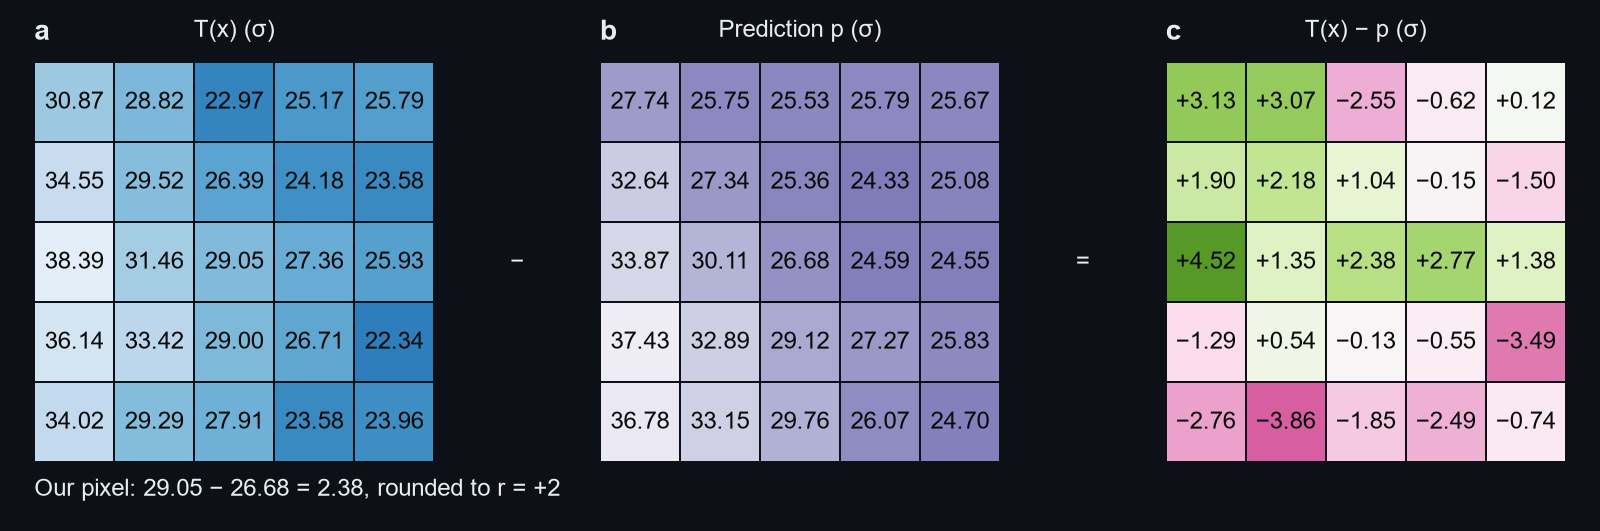 a T(x) (σ) b Prediction p (σ) c T(x) − p (σ)
30.87 28.82 22.97 25.17 25.79 27.74 25.75 25.53 25.79 25.67 +3.13 +3.07 −2.55 −0.62 +0.12
34.55 29.52 26.39 24.18 23.58 32.64 27.34 25.36 24.33 25.08 +1.90 +2.18 +1.04 −0.15 −1.50
38.39 31.46 29.05 27.36 25.93 − 33.87 30.11 26.68 24.59 24.55 = +4.52 +1.35 +2.38 +2.77 +1.38
36.14 33.42 29.00 26.71 22.34 37.43 32.89 29.12 27.27 25.83 −1.29 +0.54 −0.13 −0.55 −3.49
34.02 29.29 27.91 23.58 23.96 36.78 33.15 29.76 26.07 24.70 −2.76 −3.86 −1.85 −2.49 −0.74
Our pixel: 29.05 − 26.68 = 2.38, rounded to r = +2